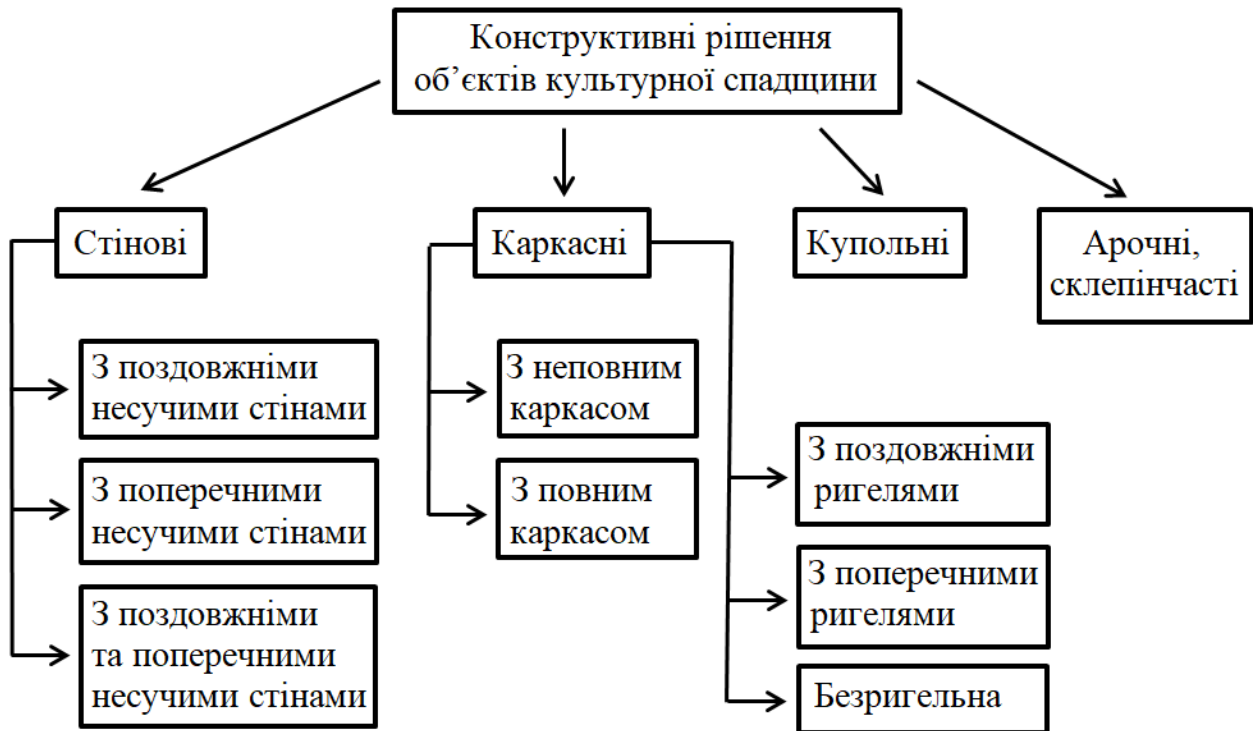 Конструктивні рішення
об’єктів культурної спадщини
Стінові
Каркасні
Купольні
Арочні,
склепінчасті
З поздовжніми
несучими стінами
З поперечними
несучими стінами
З поздовжніми
та поперечними
несучими стінами
З неповним
каркасом
З повним
каркасом
З поздовжніми
ригелями
З поперечними
ригелями
Безригельна